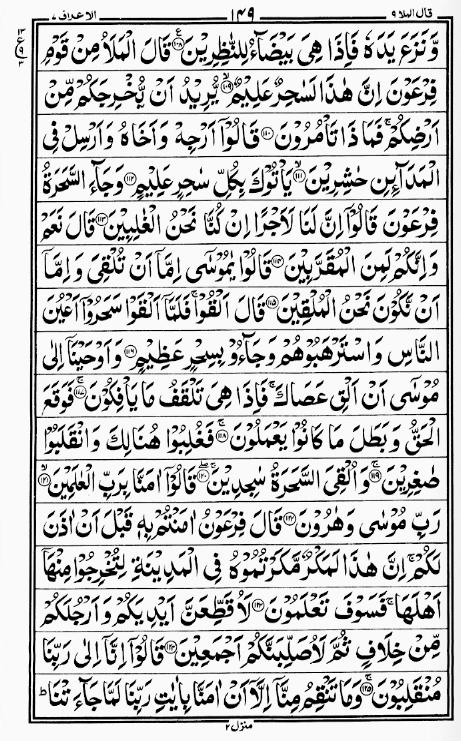 قال الملا ٩ ١٤٩ الاعراف ٧
وَّ نَزَعَ يَدَهٗ فَاِذَا هِيَ بَيْضَآءُ لِلنّٰظِرِيْنَ ﴿١٠٨﴾ قَالَ الْمَلَاُ مِنْ قَوْمِ
فِرْعَوْنَ اِنَّ هٰذَا لَسٰحِرٌ عَلِيْمٌ ﴿١٠٩﴾ يُّرِيْدُ اَنْ يُّخْرِجَكُمْ مِّنْ
اَرْضِكُمْ ۚ فَمَا ذَا تَاْمُرُوْنَ ﴿١١٠﴾ قَالُوْۤا اَرْجِهْ وَ اَخَاهُ وَ اَرْسِلْ فِى
الْمَدَآئِنِ حٰشِرِيْنَ ﴿١١١﴾ يَاْتُوْكَ بِكُلِّ سٰحِرٍ عَلِيْمٍ ﴿١١٢﴾ وَ جَآءَ السَّحَرَةُ
فِرْعَوْنَ قَالُوْۤا اِنَّ لَنَا لَاَجْرًا اِنْ كُنَّا نَحْنُ الْغٰلِبِيْنَ ﴿١١٣﴾ قَالَ نَعَمْ
وَ اِنَّكُمْ لَمِنَ الْمُقَرَّبِيْنَ ﴿١١٤﴾ قَالُوْا يٰمُوْسٰۤى اِمَّاۤ اَنْ تُلْقِيَ وَ اِمَّاۤ
اَنْ نَّكُوْنَ نَحْنُ الْمُلْقِيْنَ ﴿١١٥﴾ قَالَ اَلْقُوْا ۚ فَلَمَّاۤ اَلْقَوْا سَحَرُوْۤا اَعْيُنَ
النَّاسِ وَ اسْتَرْهَبُوْهُمْ وَ جَآءُوْ بِسِحْرٍ عَظِيْمٍ ﴿١١٦﴾ وَ اَوْحَيْنَاۤ اِلٰى
مُوْسٰۤى اَنْ اَلْقِ عَصَاكَ ۚ فَاِذَا هِيَ تَلْقَفُ مَا يَاْفِكُوْنَ ﴿١١٧﴾ فَوَقَعَ
الْحَقُّ وَ بَطَلَ مَا كَانُوْا يَعْمَلُوْنَ ﴿١١٨﴾ فَغُلِبُوْا هُنَالِكَ وَ انْقَلَبُوْا
صٰغِرِيْنَ ﴿١١٩﴾ وَ اُلْقِيَ السَّحَرَةُ سٰجِدِيْنَ ﴿١٢٠﴾ قَالُوْۤا اٰمَنَّا بِرَبِّ الْعٰلَمِيْنَ ﴿١٢١﴾
رَبِّ مُوْسٰى وَ هٰرُوْنَ ﴿١٢٢﴾ قَالَ فِرْعَوْنُ اٰمَنْتُمْ بِهٖ قَبْلَ اَنْ اٰذَنَ
لَكُمْ ۚ اِنَّ هٰذَا لَمَكْرٌ مَّكَرْتُمُوْهُ فِى الْمَدِيْنَةِ لِتُخْرِجُوْا مِنْهَاۤ
اَهْلَهَا ۚ فَسَوْفَ تَعْلَمُوْنَ ﴿١٢٣﴾ لَاُقَطِّعَنَّ اَيْدِيَكُمْ وَ اَرْجُلَكُمْ
مِّنْ خِلَافٍ ثُمَّ لَاُصَلِّبَنَّكُمْ اَجْمَعِيْنَ ﴿١٢٤﴾ قَالُوْۤا اِنَّاۤ اِلٰى رَبِّنَا
مُنْقَلِبُوْنَ ﴿١٢٥﴾ وَ مَا تَنْقِمُ مِنَّاۤ اِلَّاۤ اَنْ اٰمَنَّا بِاٰيٰتِ رَبِّنَا لَمَّا جَآءَتْنَا ؕ
منزل ٢